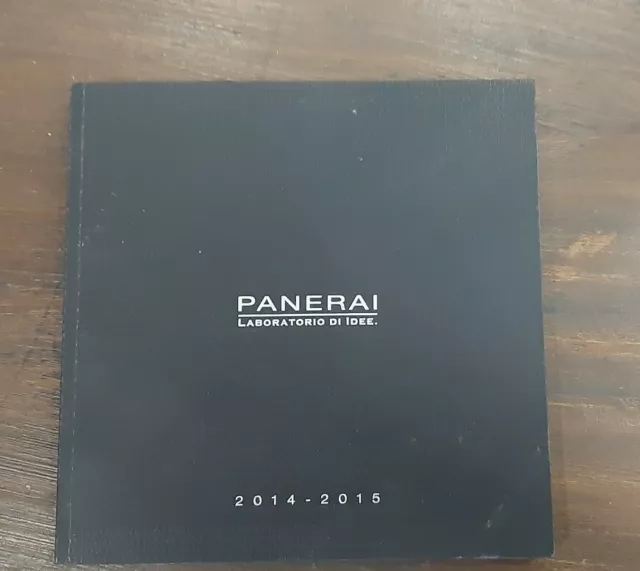 PANERAI
LABORATORIO DI IDEE.
2014-2015